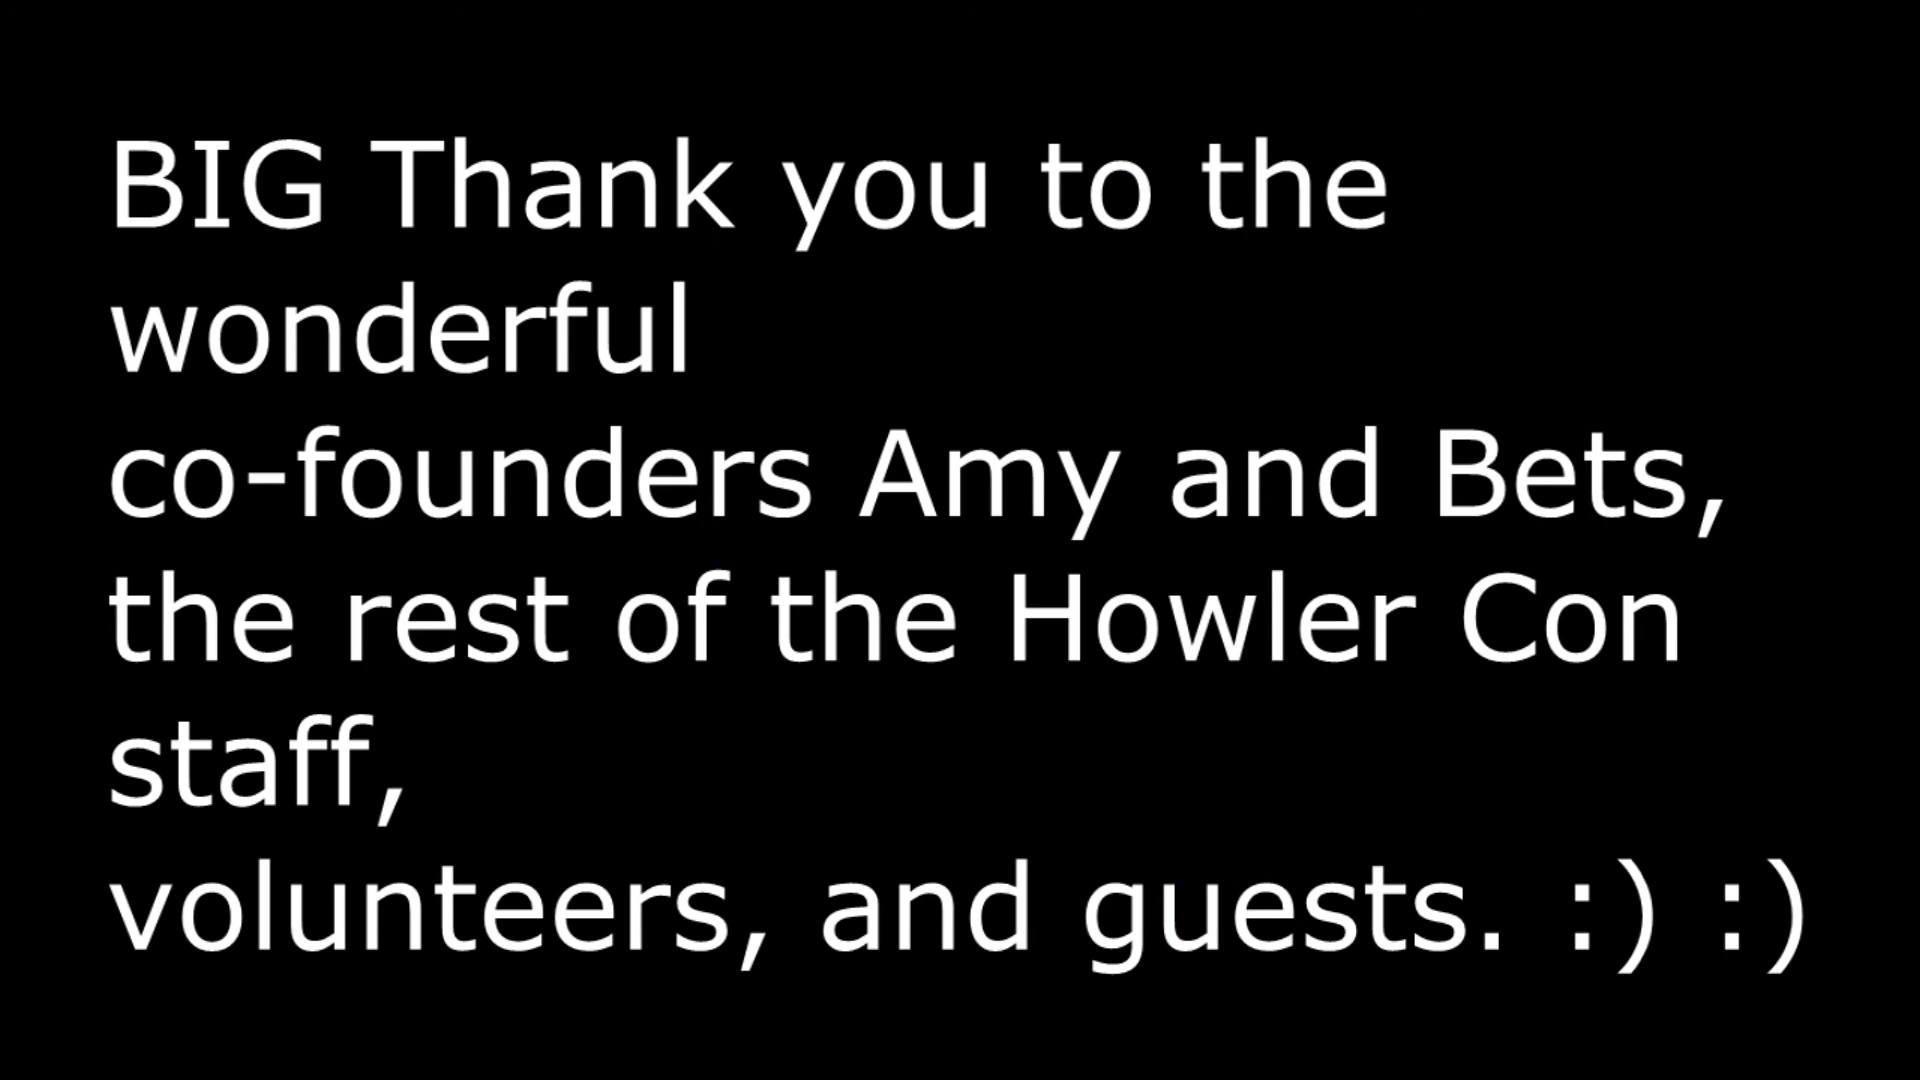 BIG Thank you to the
wonderful
co-founders Amy and Bets,
the rest of the Howler Con
staff,
volunteers, and guests. :) :)